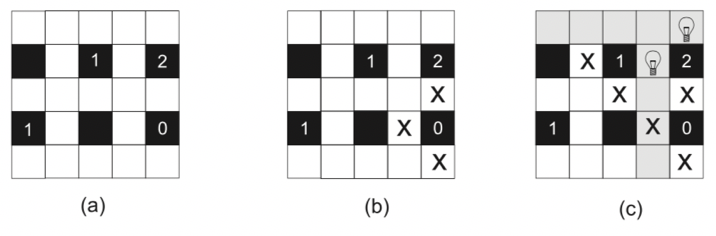 1 2 1 2 X 1 2
X X
1 0 1 X 0 1 X 0
X X
(a) (b) (c)